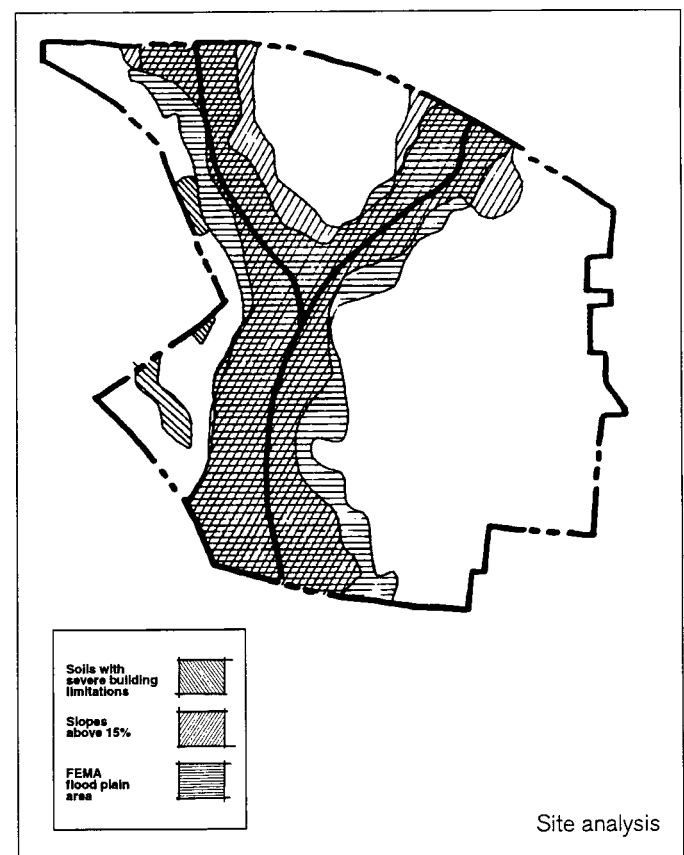 Soils with
severe building
limitations
Slopes
above 15%
FEMA
flood plain
area
Site analysis